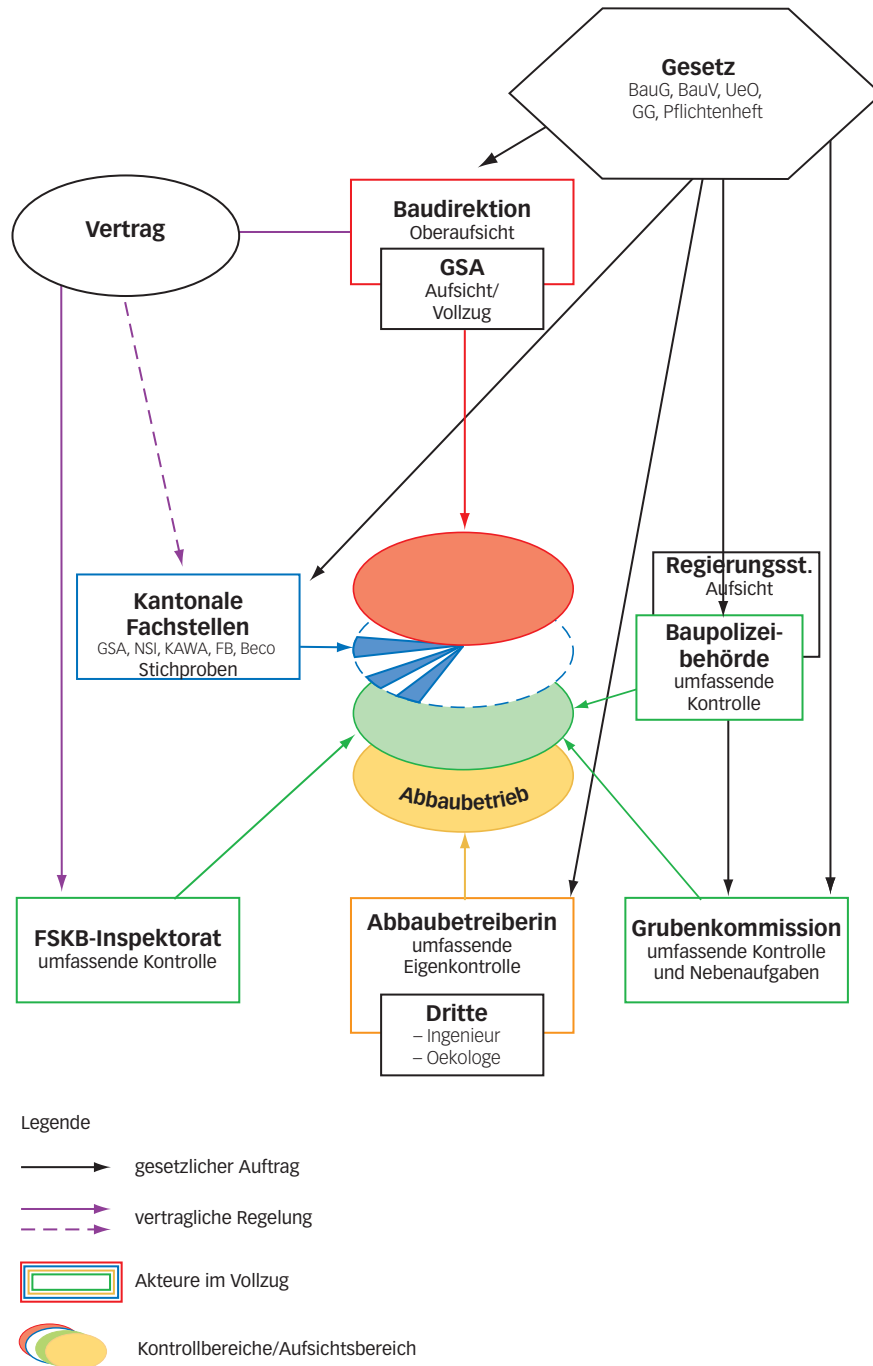 Gesetz
BauG, BauV, UeO,
GG, Pflichtenheft
Vertrag
Baudirektion
Oberaufsicht
GSA
Aufsicht/
Vollzug
Kantonale
Fachstellen
GSA, NSI, KAWA, FB, Beco
Stichproben
Regierungsst.
Aufsicht
Baupolizei-
behörde
umfassende
Kontrolle
Abbaubetrieb
FSKB-Inspektorat
umfassende Kontrolle
Abbaubetreiberin
umfassende
Eigenkontrolle
Dritte
– Ingenieur
– Oekologe
Grubenkommission
umfassende Kontrolle
und Nebenaufgaben
Legende
gesetzlicher Auftrag
vertragliche Regelung
Akteure im Vollzug
Kontrollbereiche/Aufsichtsbereich